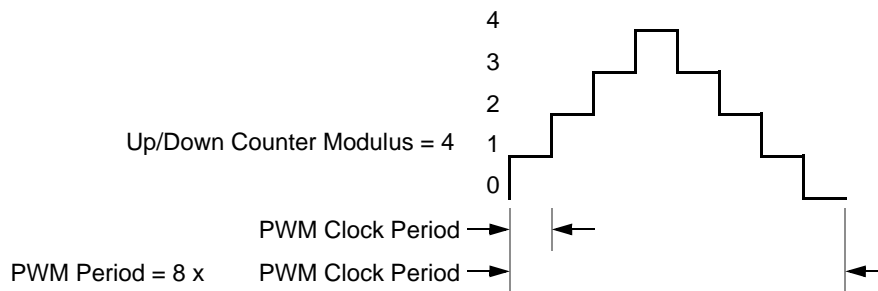 4
3
2
Up/Down Counter Modulus = 4 1
0
PWM Clock Period
PWM Period = 8 x PWM Clock Period